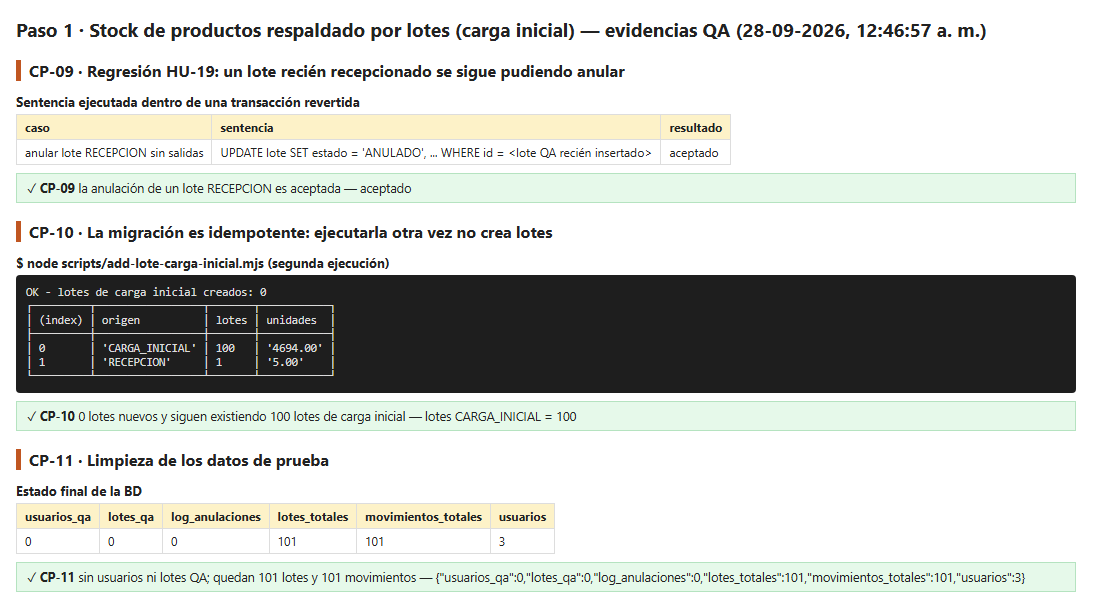 Paso 1 · Stock de productos respaldado por lotes (carga inicial) — evidencias QA (28-09-2026, 12:46:57 a. m.)
CP-09 · Regresión HU-19: un lote recién recepcionado se sigue pudiendo anular
Sentencia ejecutada dentro de una transacción revertida
caso sentencia resultado
anular lote RECEPCION sin salidas UPDATE lote SET estado = 'ANULADO', ... WHERE id = <lote QA recién insertado> aceptado
✓ CP-09 la anulación de un lote RECEPCION es aceptada — aceptado
CP-10 · La migración es idempotente: ejecutarla otra vez no crea lotes
$ node scripts/add-lote-carga-inicial.mjs (segunda ejecución)
OK - lotes de carga inicial creados: 0
(index) origen lotes unidades
0 'CARGA_INICIAL' 100 '4694.00'
1 'RECEPCION' 1 '5.00'
✓ CP-10 0 lotes nuevos y siguen existiendo 100 lotes de carga inicial — lotes CARGA_INICIAL = 100
CP-11 · Limpieza de los datos de prueba
Estado final de la BD
usuarios_qa lotes_qa log_anulaciones lotes_totales movimientos_totales usuarios
0 0 0 101 101 3
✓ CP-11 sin usuarios ni lotes QA; quedan 101 lotes y 101 movimientos — {"usuarios_qa":0,"lotes_qa":0,"log_anulaciones":0,"lotes_totales":101,"movimientos_totales":101,"usuarios":3}